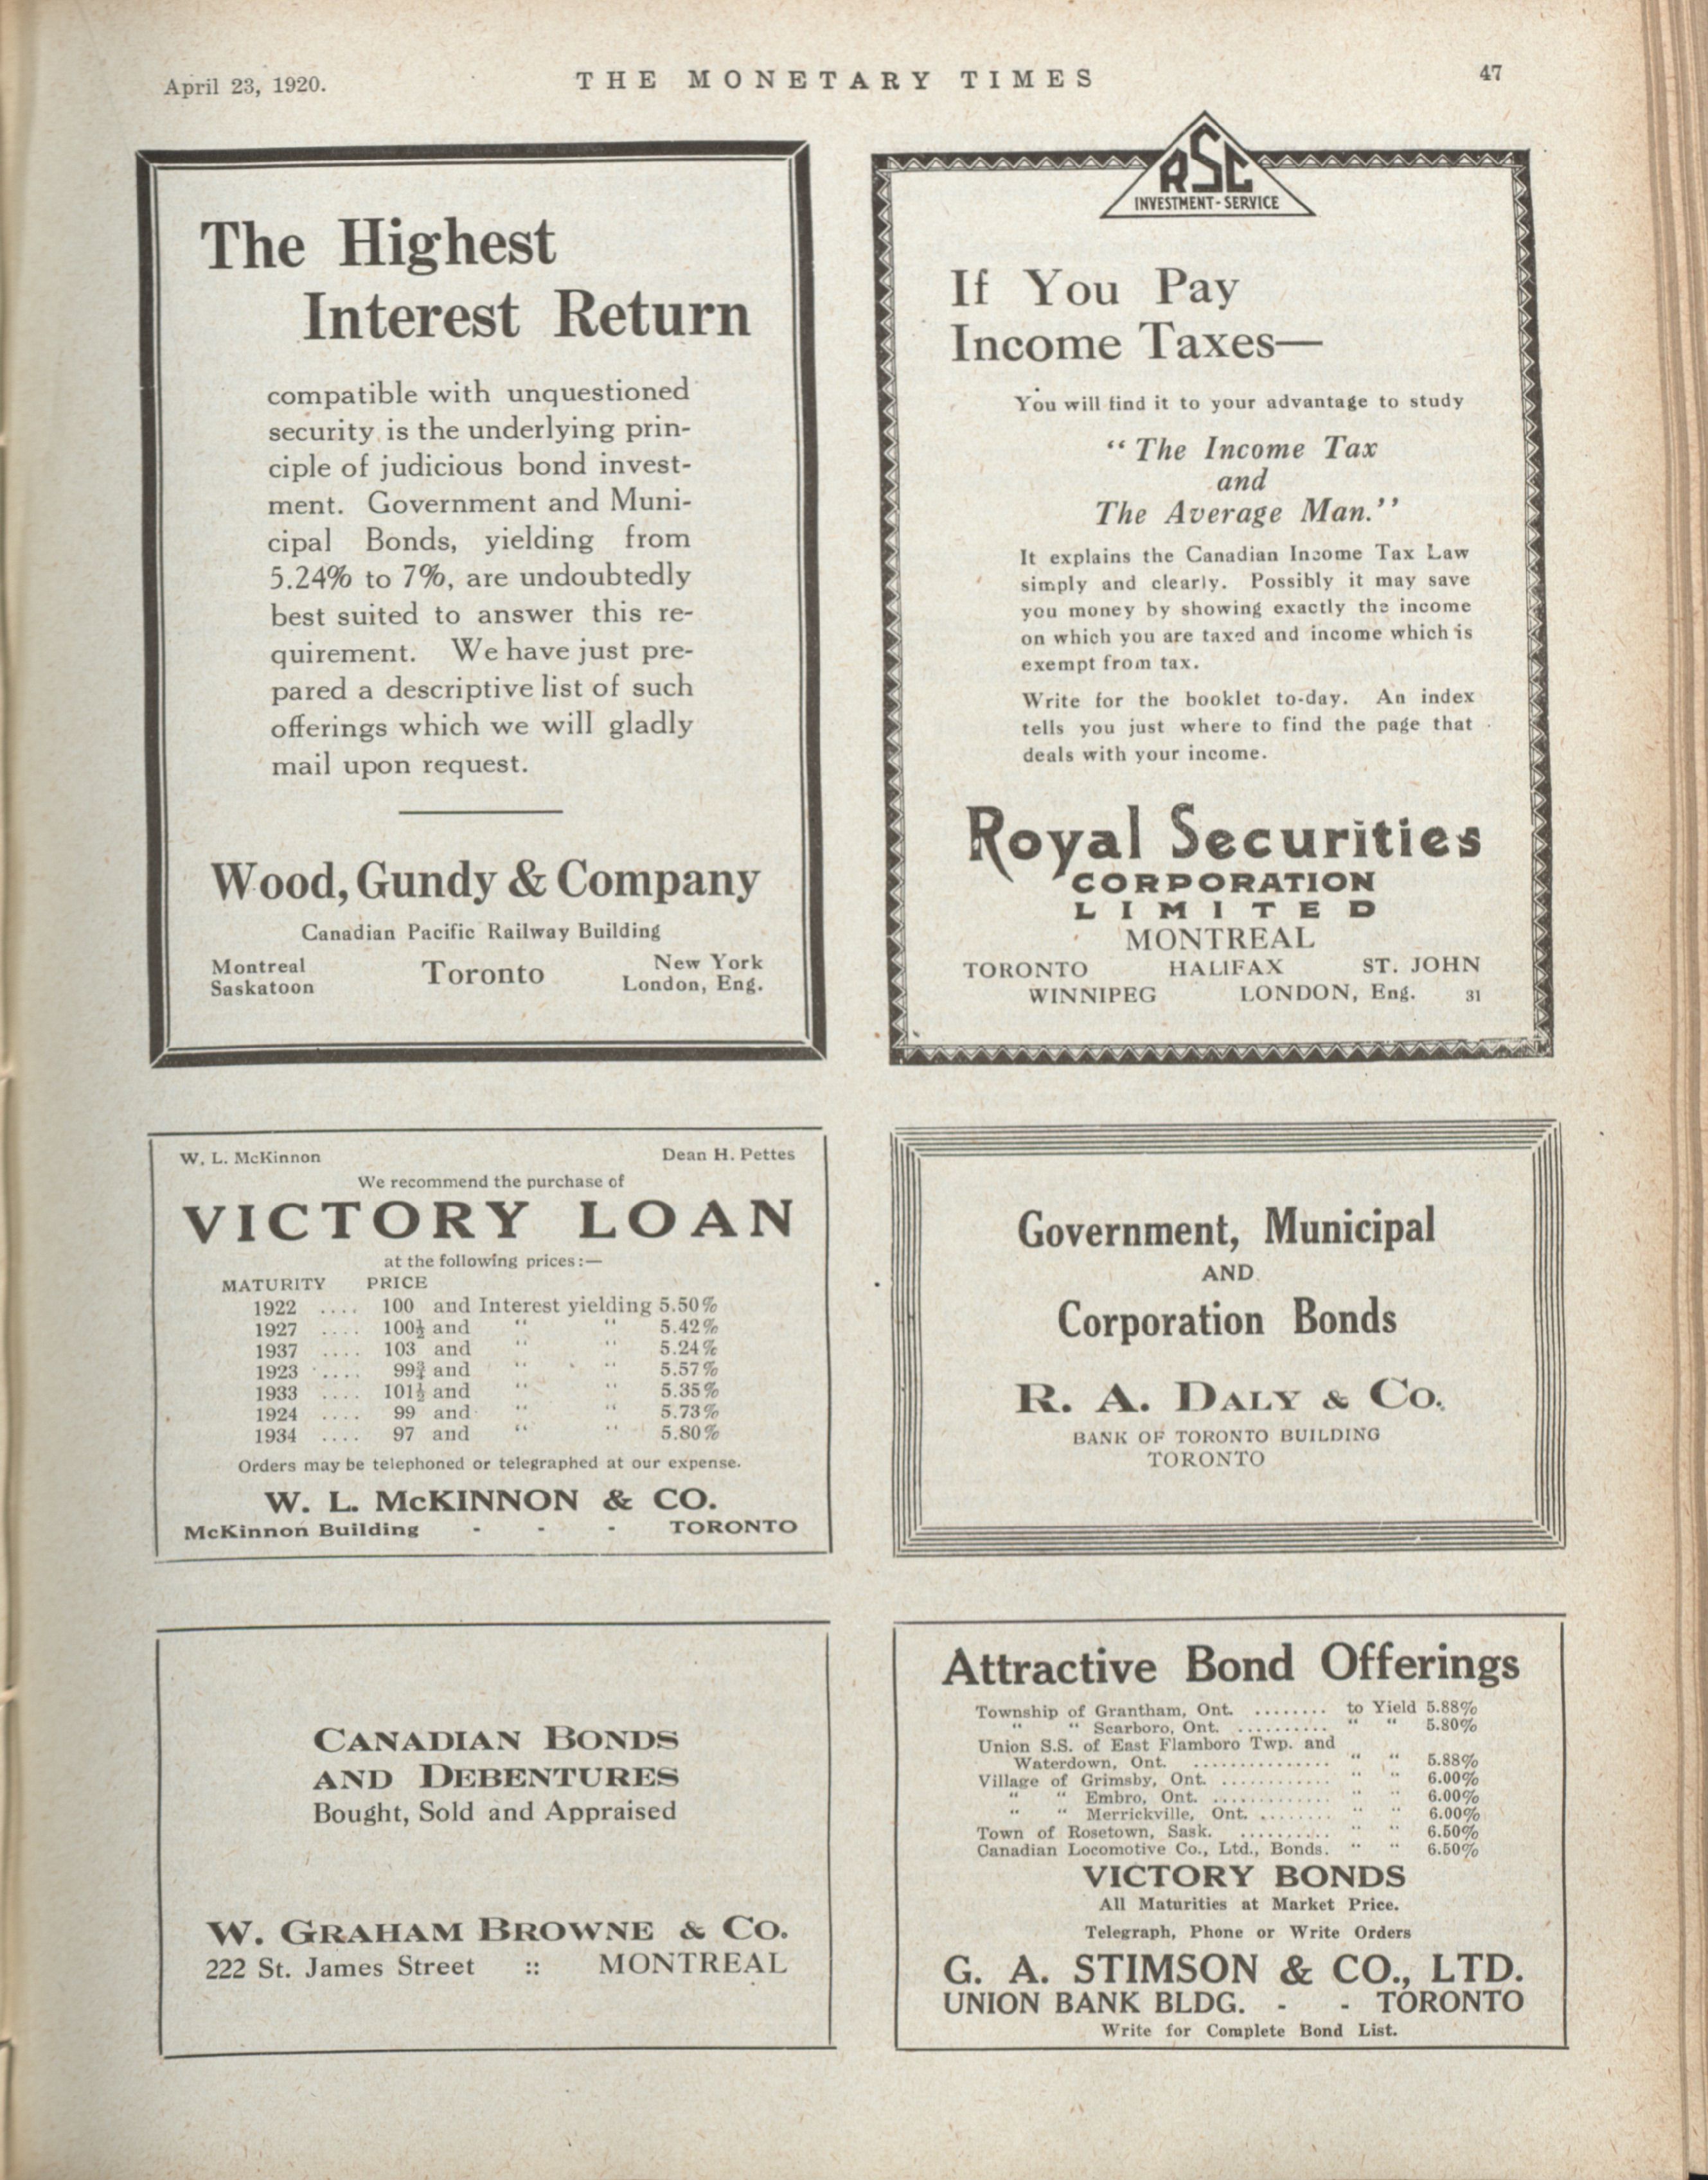 April 23, 1920.
THE MONETARY TIMES
47
The Highest
Interest Return
compatible with unquestioned
security is the underlying prin-
ciple of judicious bond invest-
ment. Government and Muni-
cipal Bonds, yielding from
5.24% to 7%, are undoubtedly
best suited to answer this re-
quirement. We have just pre-
pared a descriptive list of such
offerings which we will gladly
mail upon request.
Wood, Gundy & Company
Canadian Pacific Railway Building
Montreal
Saskatoon
Toronto
New York
London, Eng.
RSC
INVESTMENT-SERVICE
If You Pay
Income Taxes—
You will find it to your advantage to study
“The Income Tax
and
The Average Man.”
It explains the Canadian Income Tax Law
simply and clearly. Possibly it may save
you money by showing exactly the income
on which you are taxed and income which is
exempt from tax.
Write for the booklet to-day. An index
tells you just where to find the page that
deals with your income.
Royal Securities
CORPORATION
LIMITED
MONTREAL
TORONTO HALIFAX ST. JOHN
WINNIPEG LONDON, Eng. 31
W. L. McKinnon Dean H. Pettes
We recommend the purchase of
VICTORY LOAN
at the following prices:—
MATURITY PRICE
1922 .... 100 and Interest yielding 5.50%
1927 .... 100½ and “ “ 5.42%
1937 .... 103 and “ “ 5.24%
1923 .... 99¾ and “ “ 5.57%
1933 .... 101½ and “ “ 5.35%
1924 .... 99 and “ “ 5.73%
1934 .... 97 and “ “ 5.80%
Orders may be telephoned or telegraphed at our expense.
W. L. McKINNON & CO.
McKinnon Building - - - TORONTO
Government, Municipal
AND
Corporation Bonds
R. A. DALY & CO.
BANK OF TORONTO BUILDING
TORONTO
CANADIAN BONDS
AND DEBENTURES
Bought, Sold and Appraised
W. GRAHAM BROWNE & CO.
222 St. James Street :: MONTREAL
Attractive Bond Offerings
Township of Grantham, Ont. ........ to Yield 5.88%
“ “ Scarboro, Ont. .......... “ “ 5.80%
Union S.S. of East Flamboro Twp. and
Waterdown, Ont. ............... “ “ 5.88%
Village of Grimsby, Ont. ............ “ “ 6.00%
“ “ Embro, Ont. ............. “ “ 6.00%
“ “ Merrickville, Ont. ........ “ “ 6.00%
Town of Rosetown, Sask. .......... “ “ 6.50%
Canadian Locomotive Co., Ltd., Bonds. “ “ 6.50%
VICTORY BONDS
All Maturities at Market Price.
Telegraph, Phone or Write Orders
G. A. STIMSON & CO., LTD.
UNION BANK BLDG. - - TORONTO
Write for Complete Bond List.